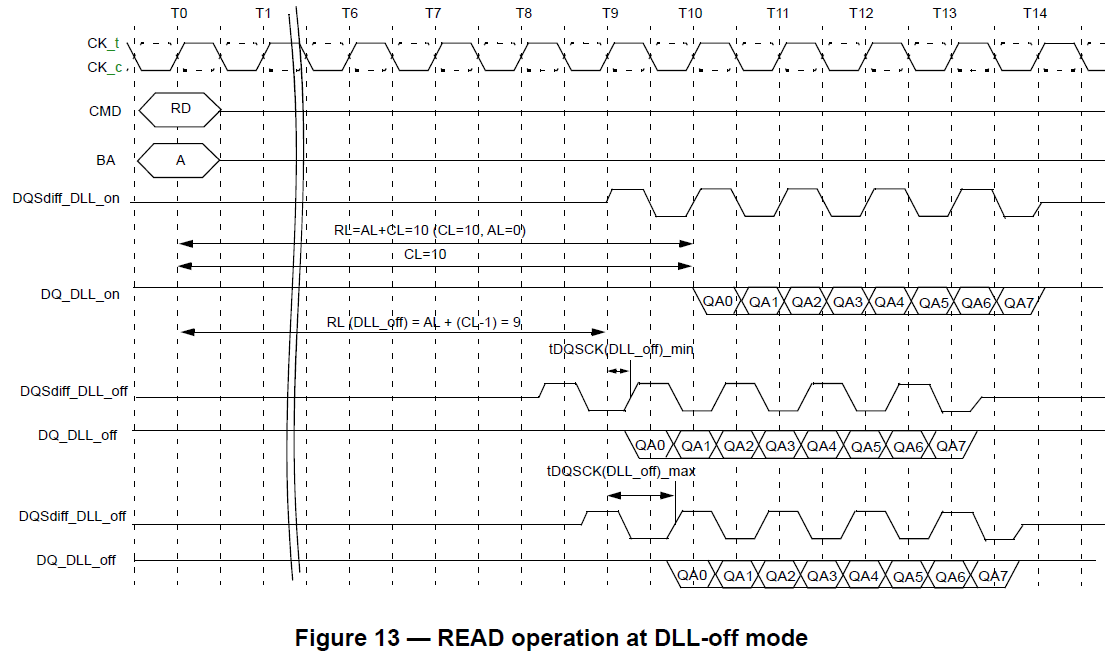 T0 T1 T6 T7 T8 T9 T10 T11 T12 T13 T14
CK_t
CK_c
CMD RD
BA A
DQSdiff_DLL_on
RL=AL+CL=10 (CL=10, AL=0)
CL=10
DQ_DLL_on QA0 QA1 QA2 QA3 QA4 QA5 QA6 QA7
RL (DLL_off) = AL + (CL-1) = 9
tDQSCK(DLL_off)_min
DQSdiff_DLL_off
DQ_DLL_off QA0 QA1 QA2 QA3 QA4 QA5 QA6 QA7
tDQSCK(DLL_off)_max
DQSdiff_DLL_off
DQ_DLL_off QA0 QA1 QA2 QA3 QA4 QA5 QA6 QA7
Figure 13 — READ operation at DLL-off mode